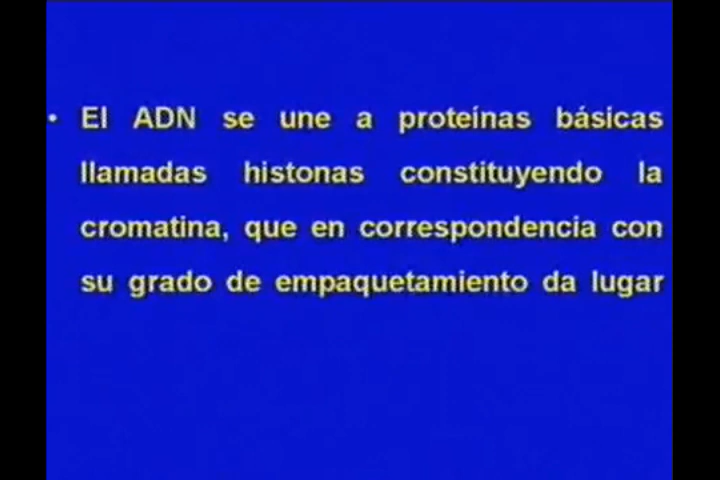 • El ADN se une a proteínas básicas
llamadas histonas constituyendo la
cromatina, que en correspondencia con
su grado de empaquetamiento da lugar